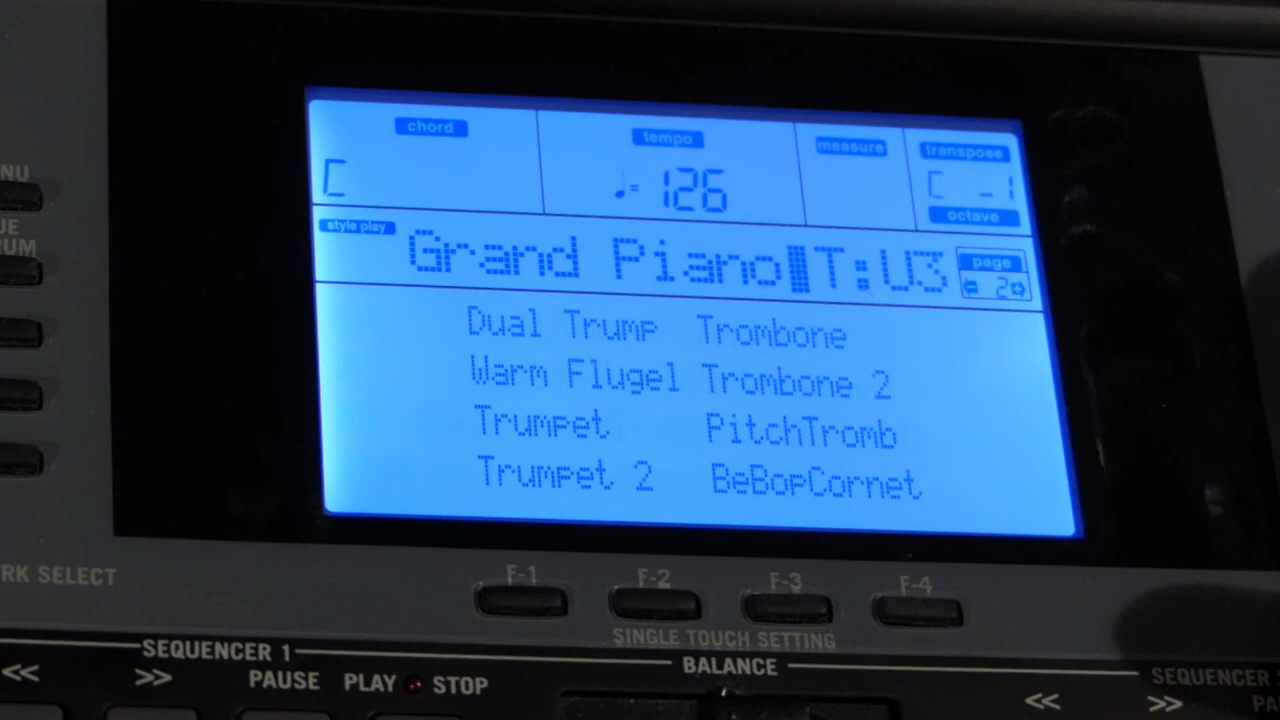 chord tempo measure transpose
C ♩= 126 C -1
octave
style play Grand Piano T:U3 page
2
Dual Trump Trombone
Warm Flugel Trombone 2
Trumpet PitchTromb
Trumpet 2 BeBopCornet
NU
UE
RUM
RK SELECT
F-1 F-2 F-3 F-4
SINGLE TOUCH SETTING
SEQUENCER 1 BALANCE SEQUENCER
<< >> PAUSE PLAY STOP << >> PA